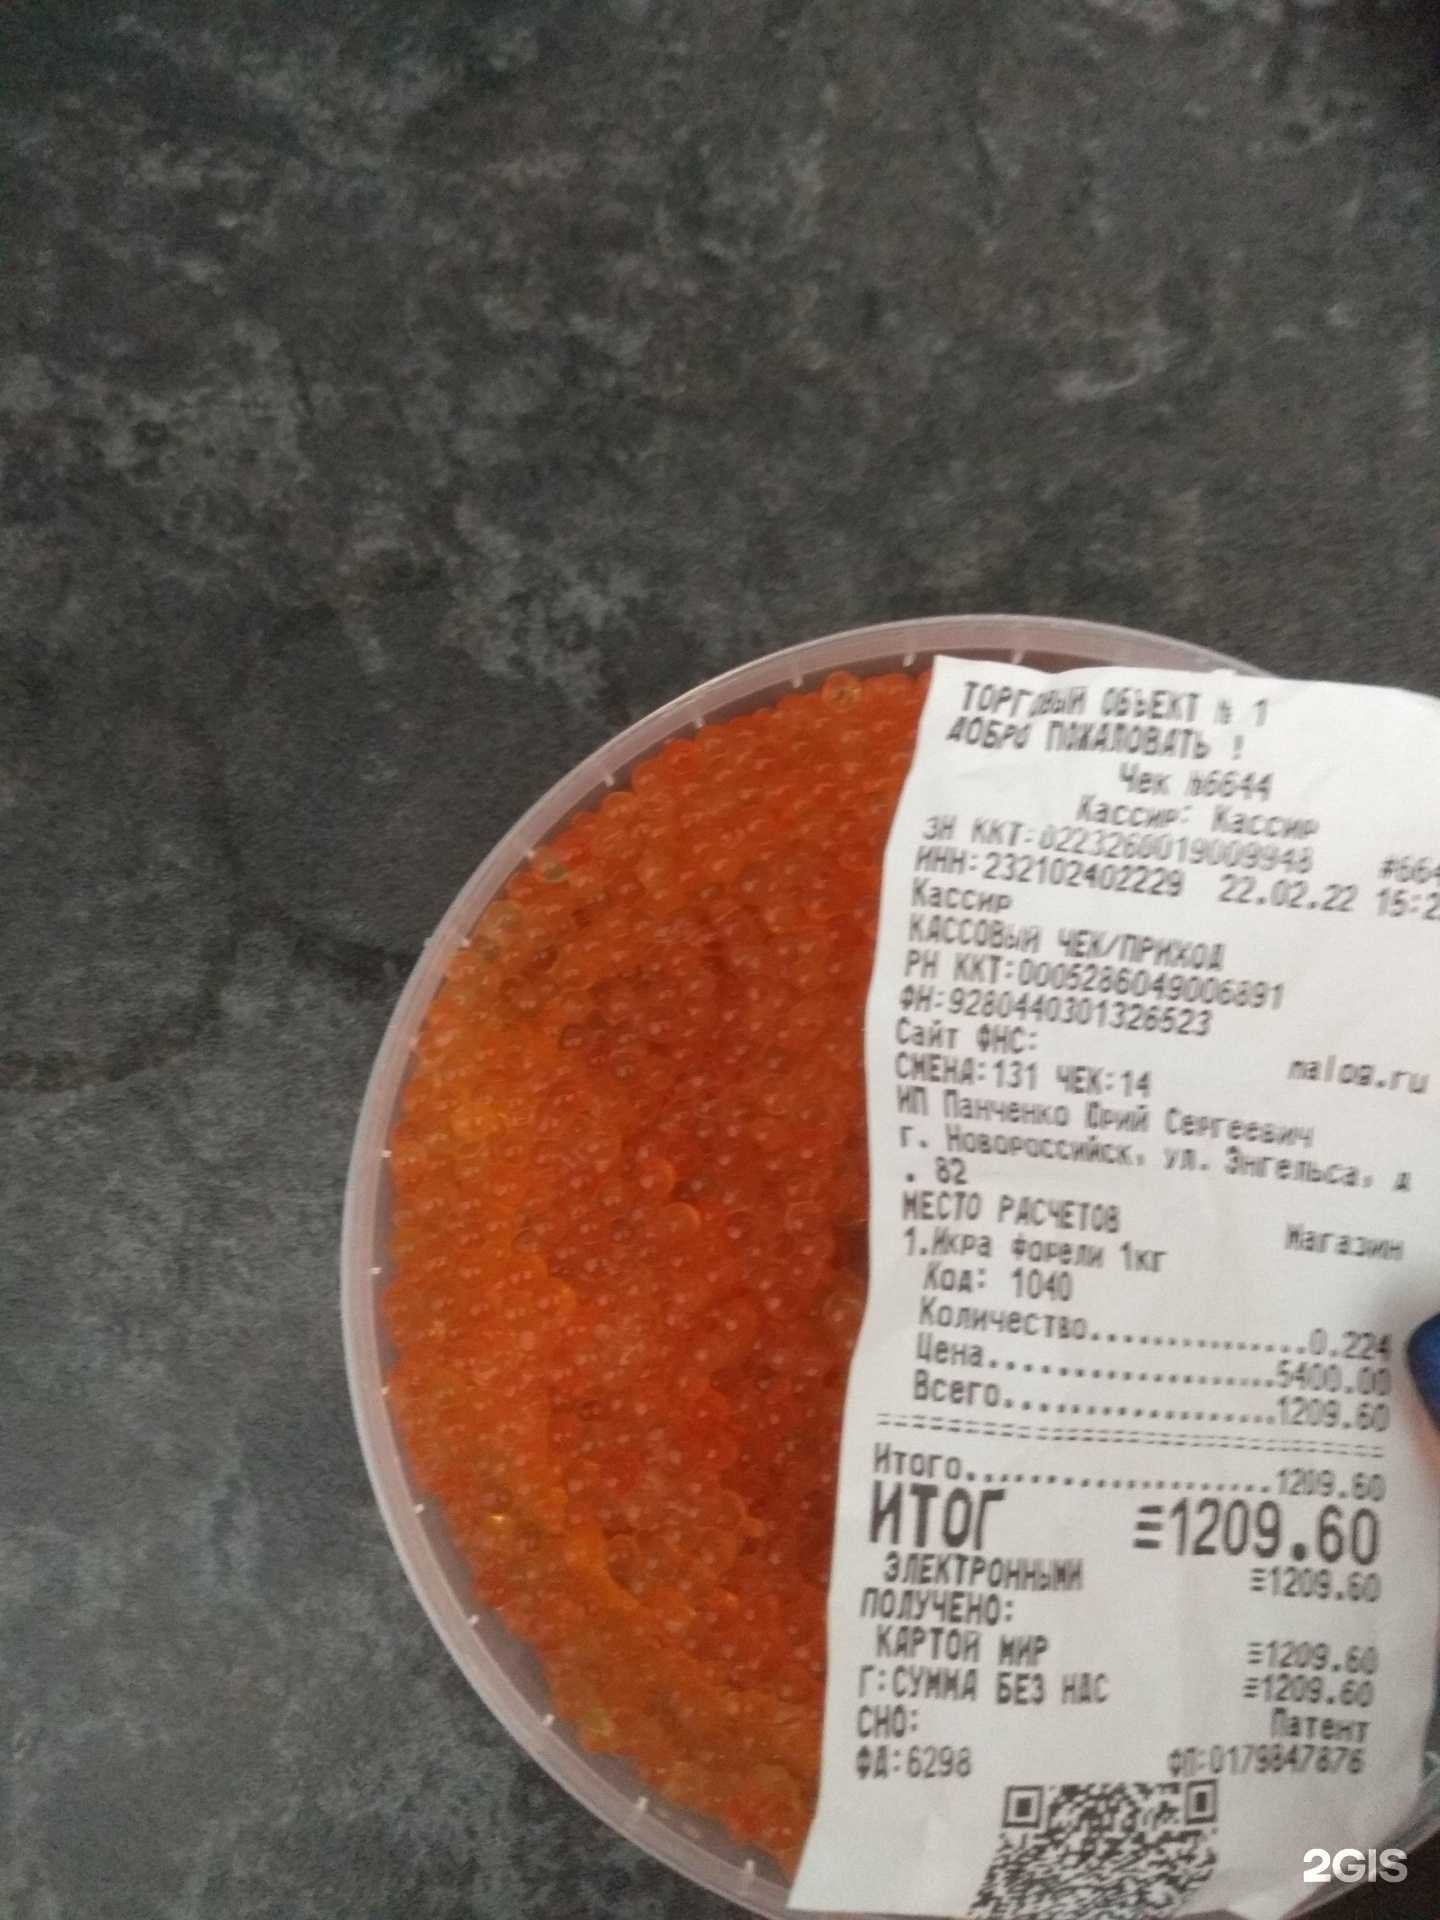 ТОРГОВЫЙ ОБЪЕКТ № 1
ДОБРО ПОЖАЛОВАТЬ !
Чек №6644
Кассир: Кассир
ЗН ККТ:0223260019009948 #664
ИНН:232102402229 22.02.22 15:2
Кассир
КАССОВЫЙ ЧЕК/ПРИХОД
РН ККТ:0005286049006891
ФН:9280440301326523
Сайт ФНС: nalog.ru
СМЕНА:131 ЧЕК:14
ИП Панченко Юрий Сергеевич
г. Новороссийск, ул. Энгельса, д
. 82
МЕСТО РАСЧЕТОВ Магазин
1.Икра форели 1кг
Код: 1040
Количество...............0.224
Цена....................5400.00
Всего...................1209.60
Итого.....................1209.60
ИТОГ ≡1209.60
ЭЛЕКТРОННЫМИ ≡1209.60
ПОЛУЧЕНО:
КАРТОЙ МИР ≡1209.60
Г:СУММА БЕЗ НДС ≡1209.60
СНО: Патент
ФД:6298 ФП:0179847876
2GIS